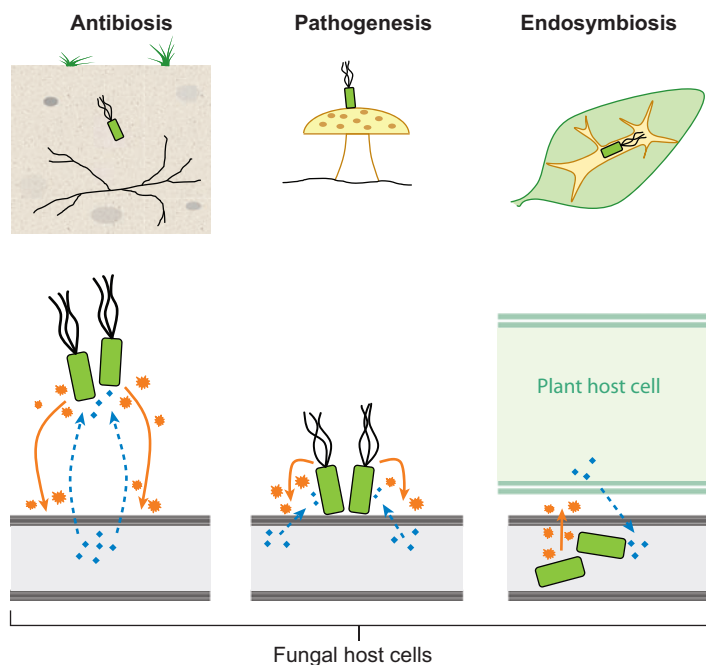 Antibiosis
Pathogenesis
Endosymbiosis
Plant host cell
Fungal host cells